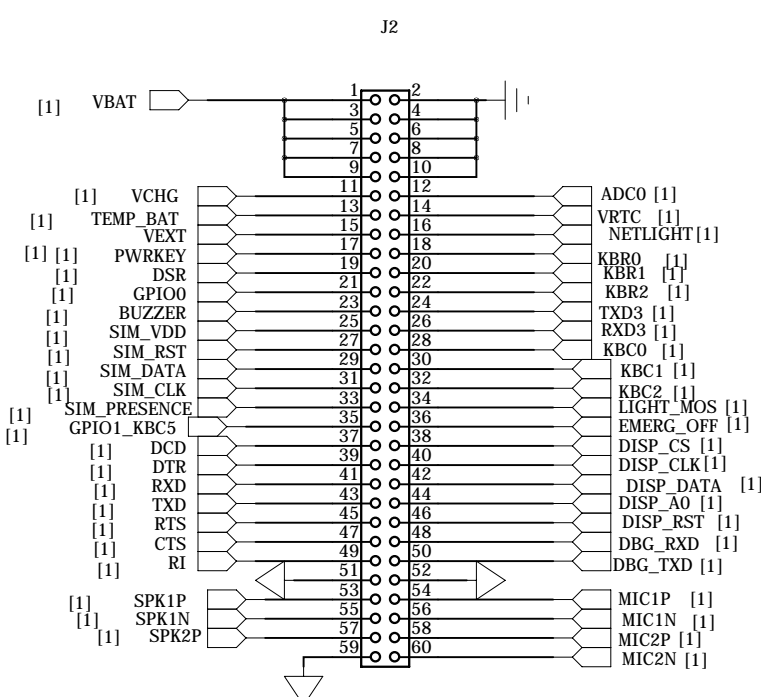 J2
[1] VBAT 1 2
3 4
5 6
7 8
9 10
[1] VCHG 11 12 ADC0 [1]
[1] TEMP_BAT 13 14 VRTC [1]
VEXT 15 16 NETLIGHT [1]
[1] [1] PWRKEY 17 18 KBR0 [1]
[1] DSR 19 20 KBR1 [1]
[1] GPIO0 21 22 KBR2 [1]
[1] BUZZER 23 24 TXD3 [1]
[1] SIM_VDD 25 26 RXD3 [1]
[1] SIM_RST 27 28 KBC0 [1]
[1] SIM_DATA 29 30 KBC1 [1]
[1] SIM_CLK 31 32 KBC2 [1]
[1] SIM_PRESENCE 33 34 LIGHT_MOS [1]
[1] GPIO1_KBC5 35 36 EMERG_OFF [1]
[1] DCD 37 38 DISP_CS [1]
[1] DTR 39 40 DISP_CLK [1]
[1] RXD 41 42 DISP_DATA [1]
[1] TXD 43 44 DISP_A0 [1]
[1] RTS 45 46 DISP_RST [1]
[1] CTS 47 48 DBG_RXD [1]
[1] RI 49 50 DBG_TXD [1]
51 52
[1] SPK1P 53 54 MIC1P [1]
[1] SPK1N 55 56 MIC1N [1]
[1] SPK2P 57 58 MIC2P [1]
59 60 MIC2N [1]